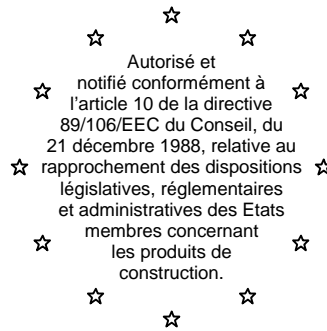 Autorisé et
notifié conformément à
l'article 10 de la directive
89/106/EEC du Conseil, du
21 décembre 1988, relative au
rapprochement des dispositions
législatives, réglementaires
et administratives des Etats
membres concernant
les produits de
construction.